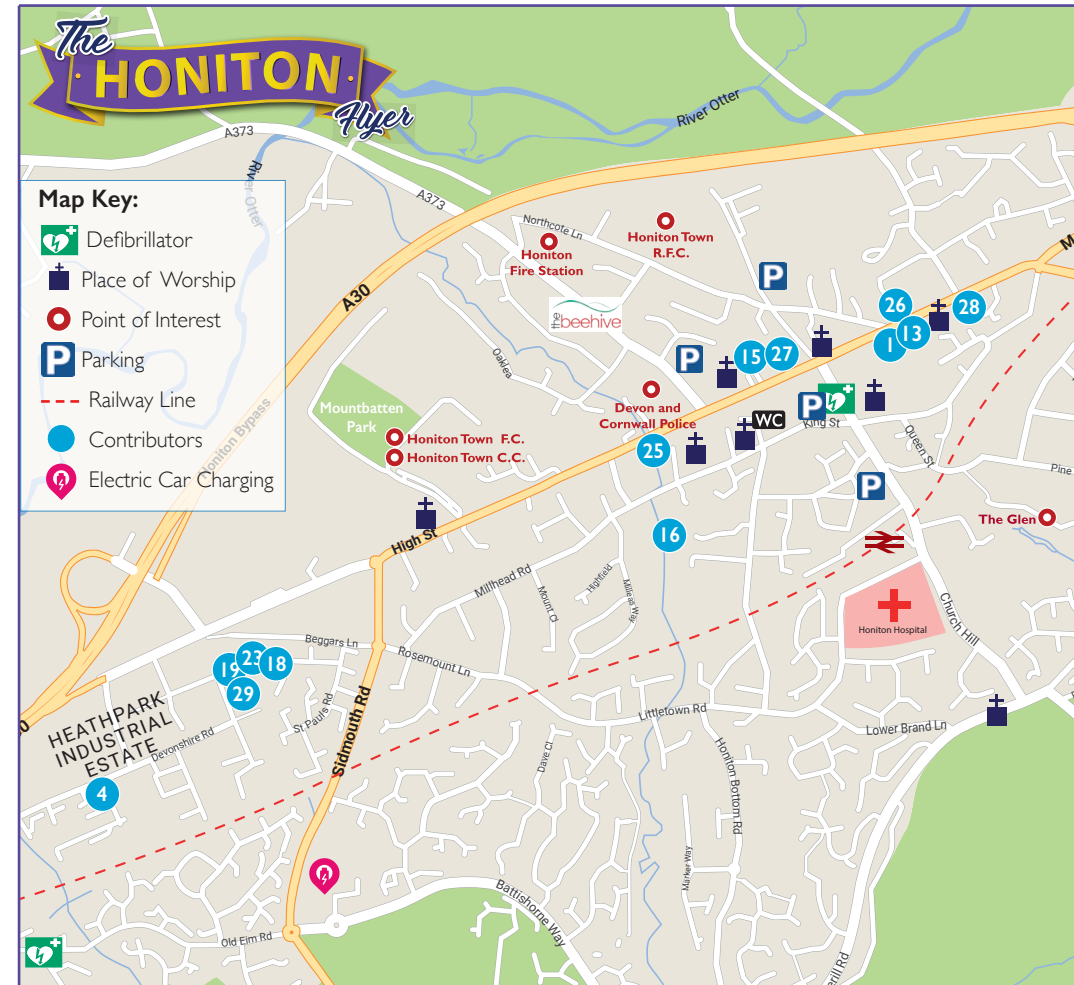 The
HONITON
Flyer
Map Key:
Defibrillator
Place of Worship
Point of Interest
P Parking
Railway Line
Contributors
Electric Car Charging
A373
River Otter
River Otter
A373
Northcote Ln
Honiton
Fire Station
Honiton Town
R.F.C.
the beehive
A30
Honiton Bypass
P
26
28
13
1
15
27
P
Oaklea
Mountbatten
Park
Honiton Town F.C.
Honiton Town C.C.
Devon and
Cornwall Police
25
WC
P
King St
Queen St
Pine
P
The Glen
16
High St
Millhead Rd
Mount Cl
Highfield
Honiton Hospital
Church Hill
Beggars Ln
Rosemount Ln
19
23
18
29
St.Pauls Rd
Sidmouth Rd
HEATHPARK
INDUSTRIAL
ESTATE
Devonshire Rd
4
Littletown Rd
Lower Brand Ln
Dave Cl
Honiton Bottom Rd
Marker Way
Battishorne Way
Old Elm Rd